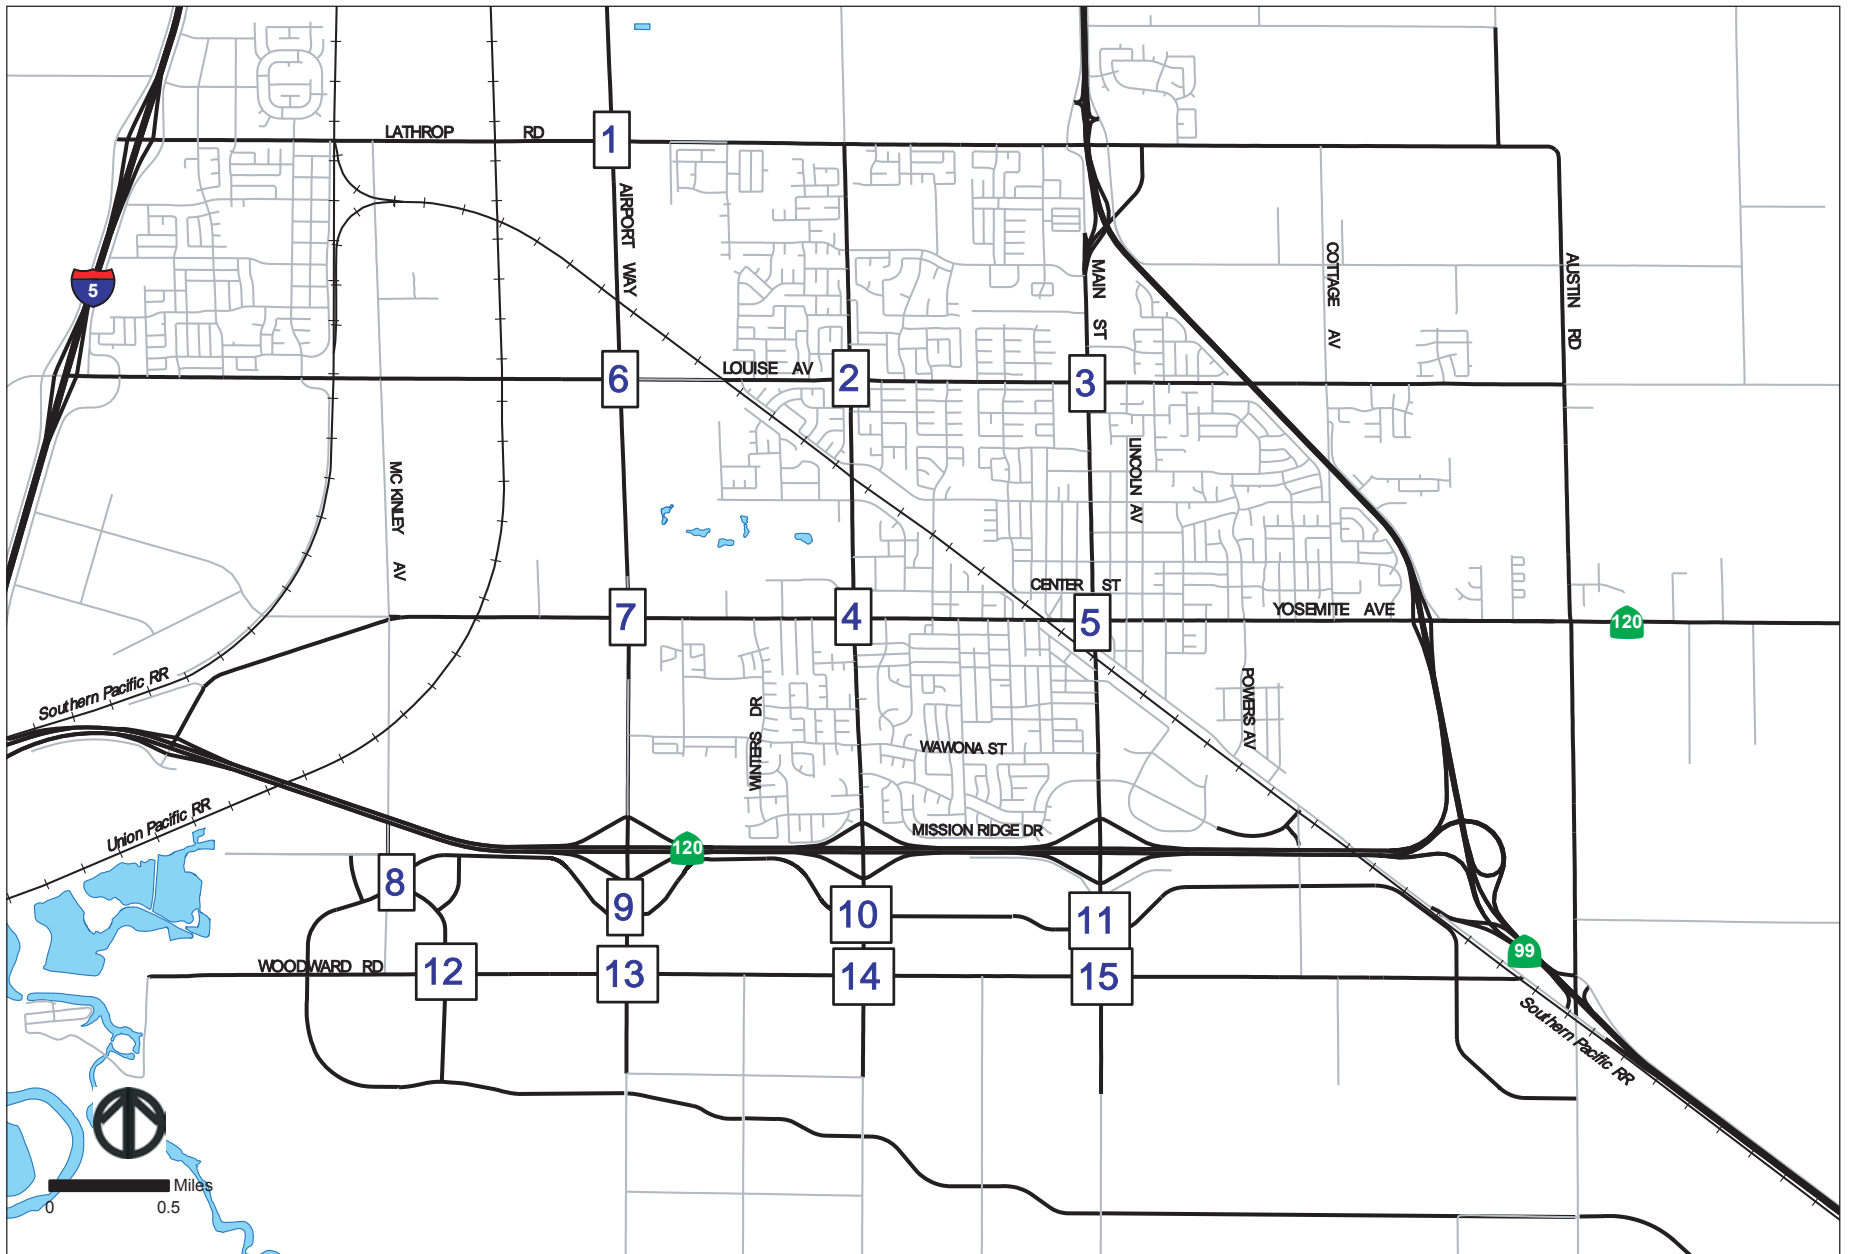 LATHROP RD
1
AIRPORT WAY
5
MAIN ST
COTTAGE AV
AUSTIN RD
6
LOUISE AV
2
3
MC KINLEY AV
LINCOLN AV
CENTER ST
YOSEMITE AVE
7
4
5
120
Southern Pacific RR
WINTERS DR
WAWONA ST
POWERS AV
Union Pacific RR
MISSION RIDGE DR
120
8
9
10
11
99
WOODWARD RD
12
13
14
15
Southern Pacific RR
Miles
0 0.5